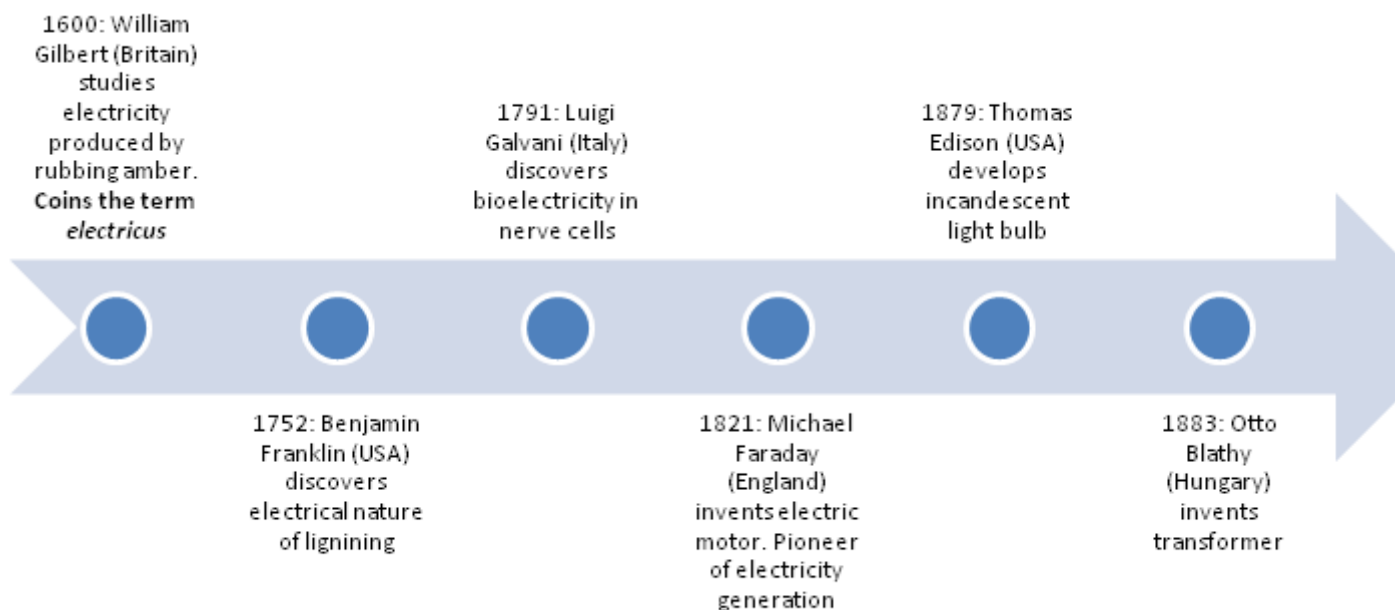 1600: William
Gilbert (Britain)
studies
electricity
produced by
rubbing amber.
Coins the term
electricus
1752: Benjamin
Franklin (USA)
discovers
electrical nature
of lignining
1791: Luigi
Galvani (Italy)
discovers
bioelectricity in
nerve cells
1821: Michael
Faraday
(England)
invents electric
motor. Pioneer
of electricity
generation
1879: Thomas
Edison (USA)
develops
incandescent
light bulb
1883: Otto
Blathy
(Hungary)
invents
transformer